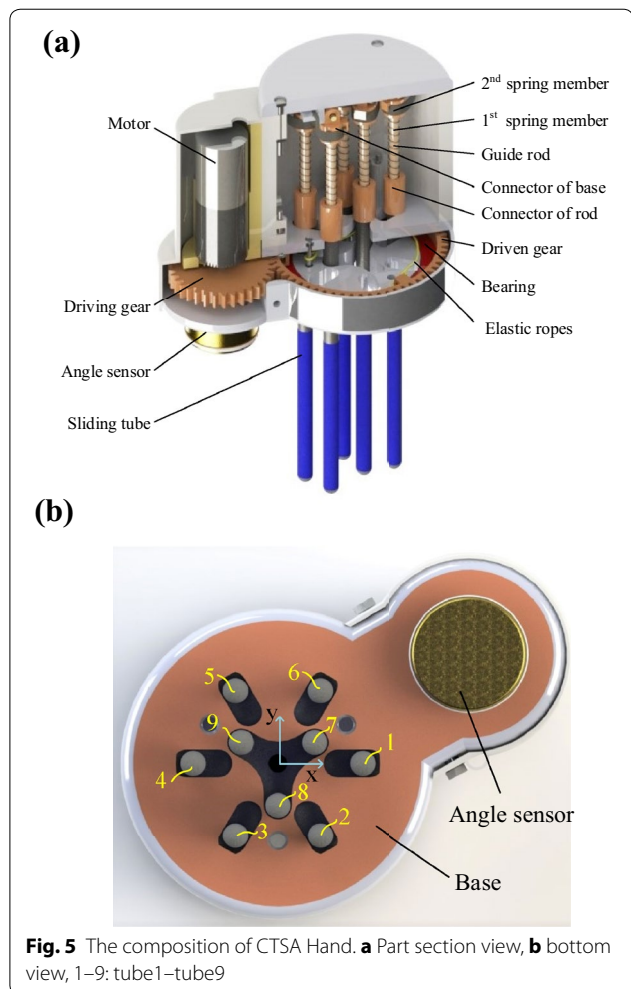 (a)
2nd spring member
1st spring member
Motor
Guide rod
Connector of base
Connector of rod
Driven gear
Bearing
Driving gear
Elastic ropes
Angle sensor
Sliding tube
(b)
5
6
y
9
7
1
4
x
8
3
2
Angle sensor
Base
Fig. 5 The composition of CTSA Hand. a Part section view, b bottom
view, 1–9: tube1–tube9